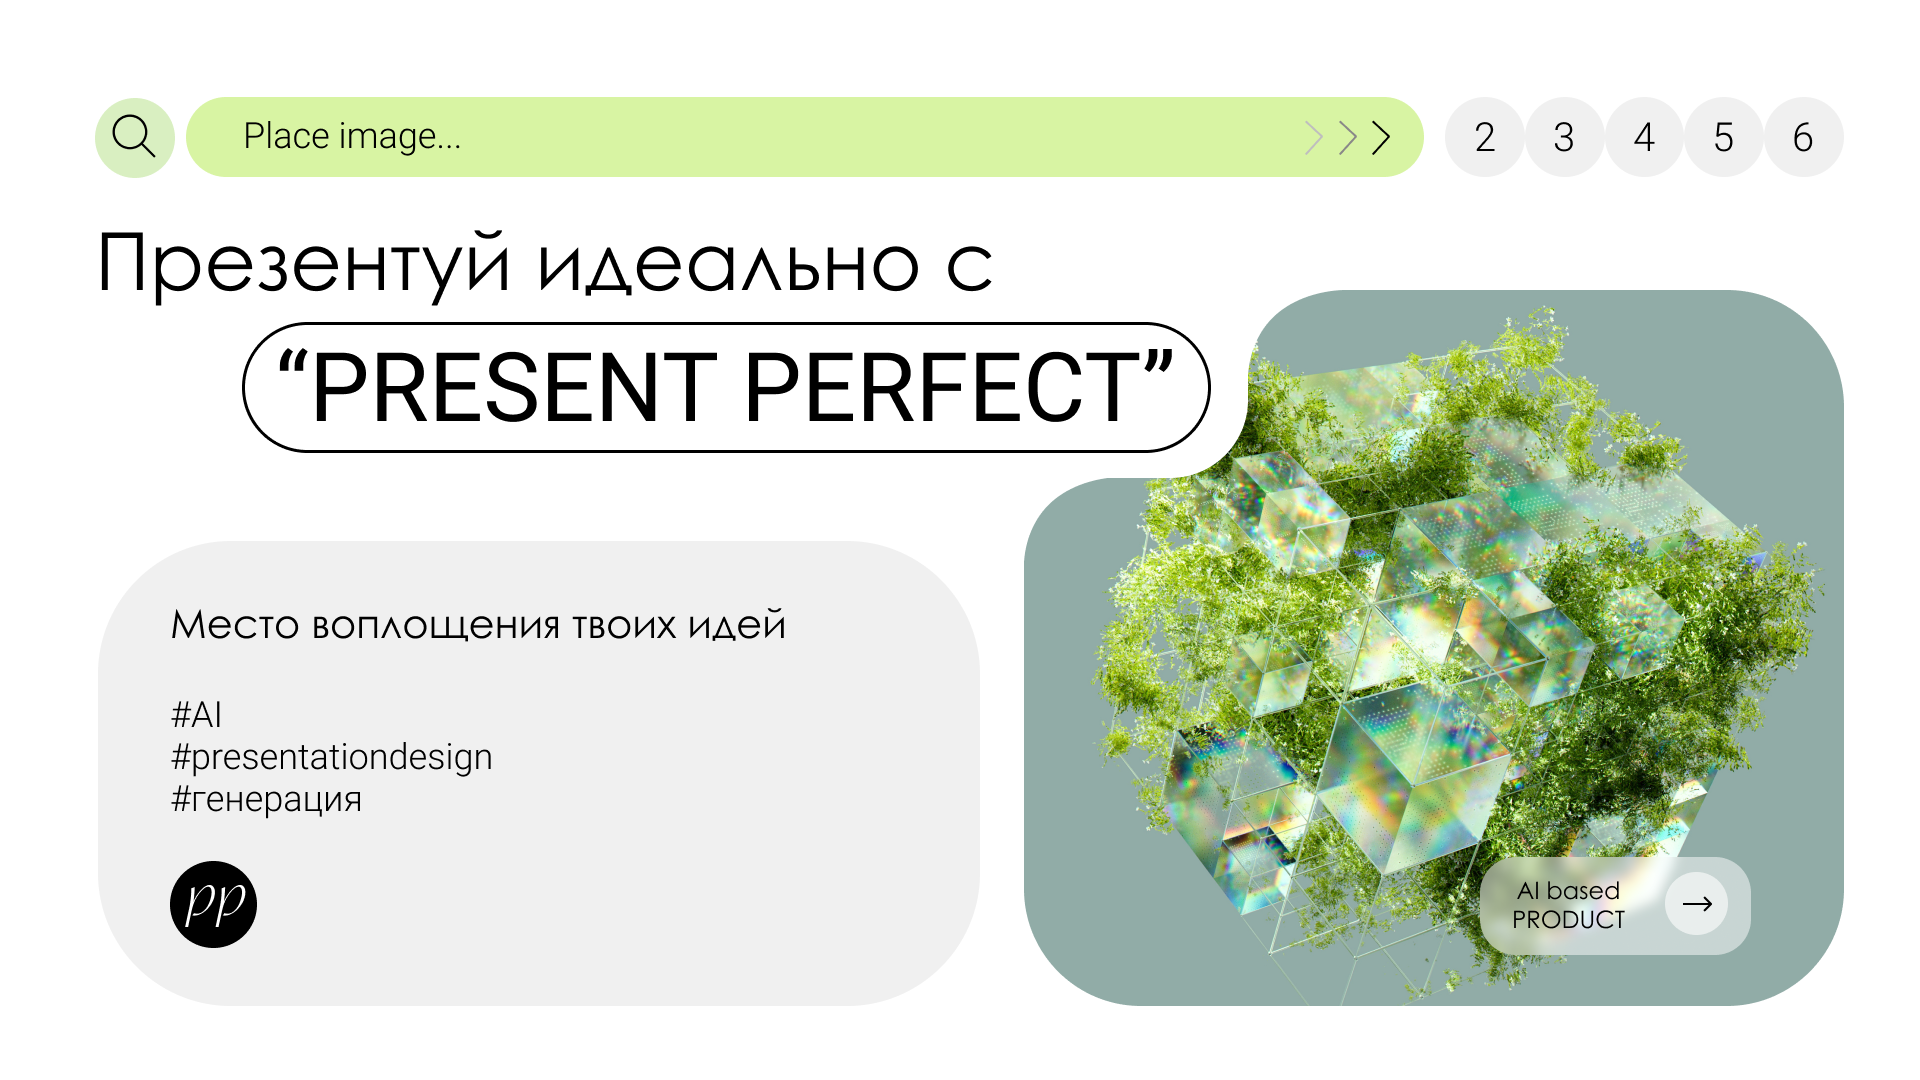 Place image...
2 3 4 5 6
Презентуй идеально с
“PRESENT PERFECT”
Место воплощения твоих идей
#AI
#presentationdesign
#генерация
pp
AI based
PRODUCT